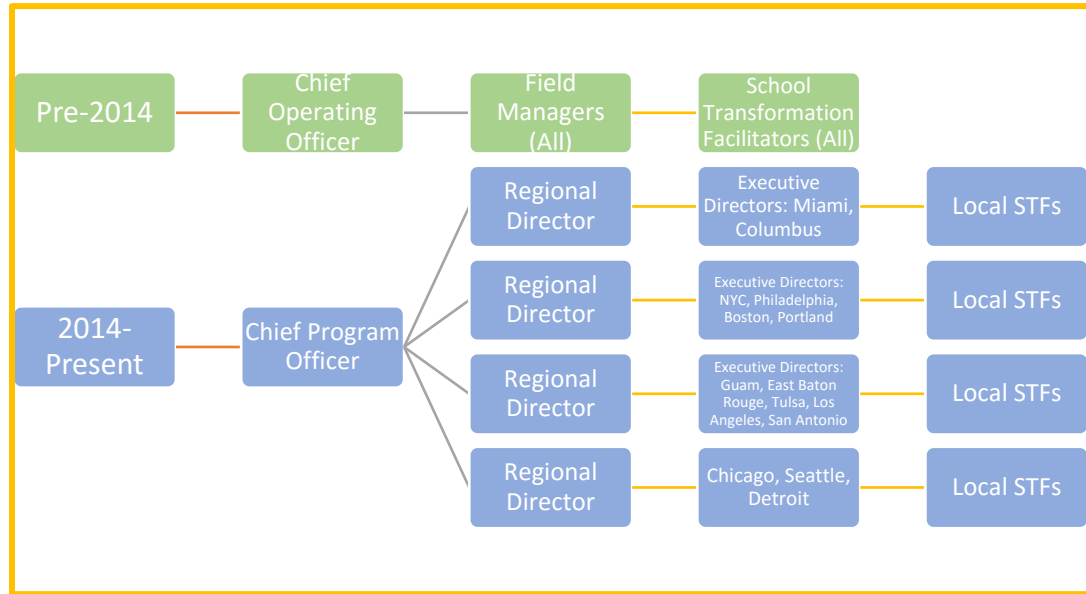 Pre-2014
Chief
Operating
Officer
Field
Managers
(All)
School
Transformation
Facilitators (All)
Regional
Director
Executive
Directors: Miami,
Columbus
Local STFs
Regional
Director
Executive Directors:
NYC, Philadelphia,
Boston, Portland
Local STFs
2014-
Present
Chief Program
Officer
Regional
Director
Executive Directors:
Guam, East Baton
Rouge, Tulsa, Los
Angeles, San Antonio
Local STFs
Regional
Director
Chicago, Seattle,
Detroit
Local STFs